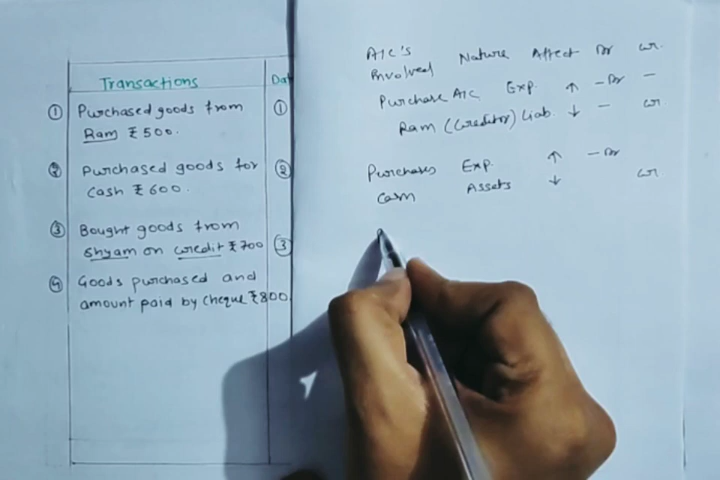 Transactions
Dat
① Purchased goods from
Ram ₹ 500.
② Purchased goods for
cash ₹ 600.
③ Bought goods from
Shyam on credit ₹ 700
④ Goods purchased and
amount paid by cheque ₹ 800.
①
②
③
A/C's Nature Affect Dr Cr.
Involved
Purchase A/C Exp. ↑ - Dr -
Ram (Creditor) Liab. ↓ - Cr
Purchases Exp. ↑ - Dr
Cash Assets ↓ Cr